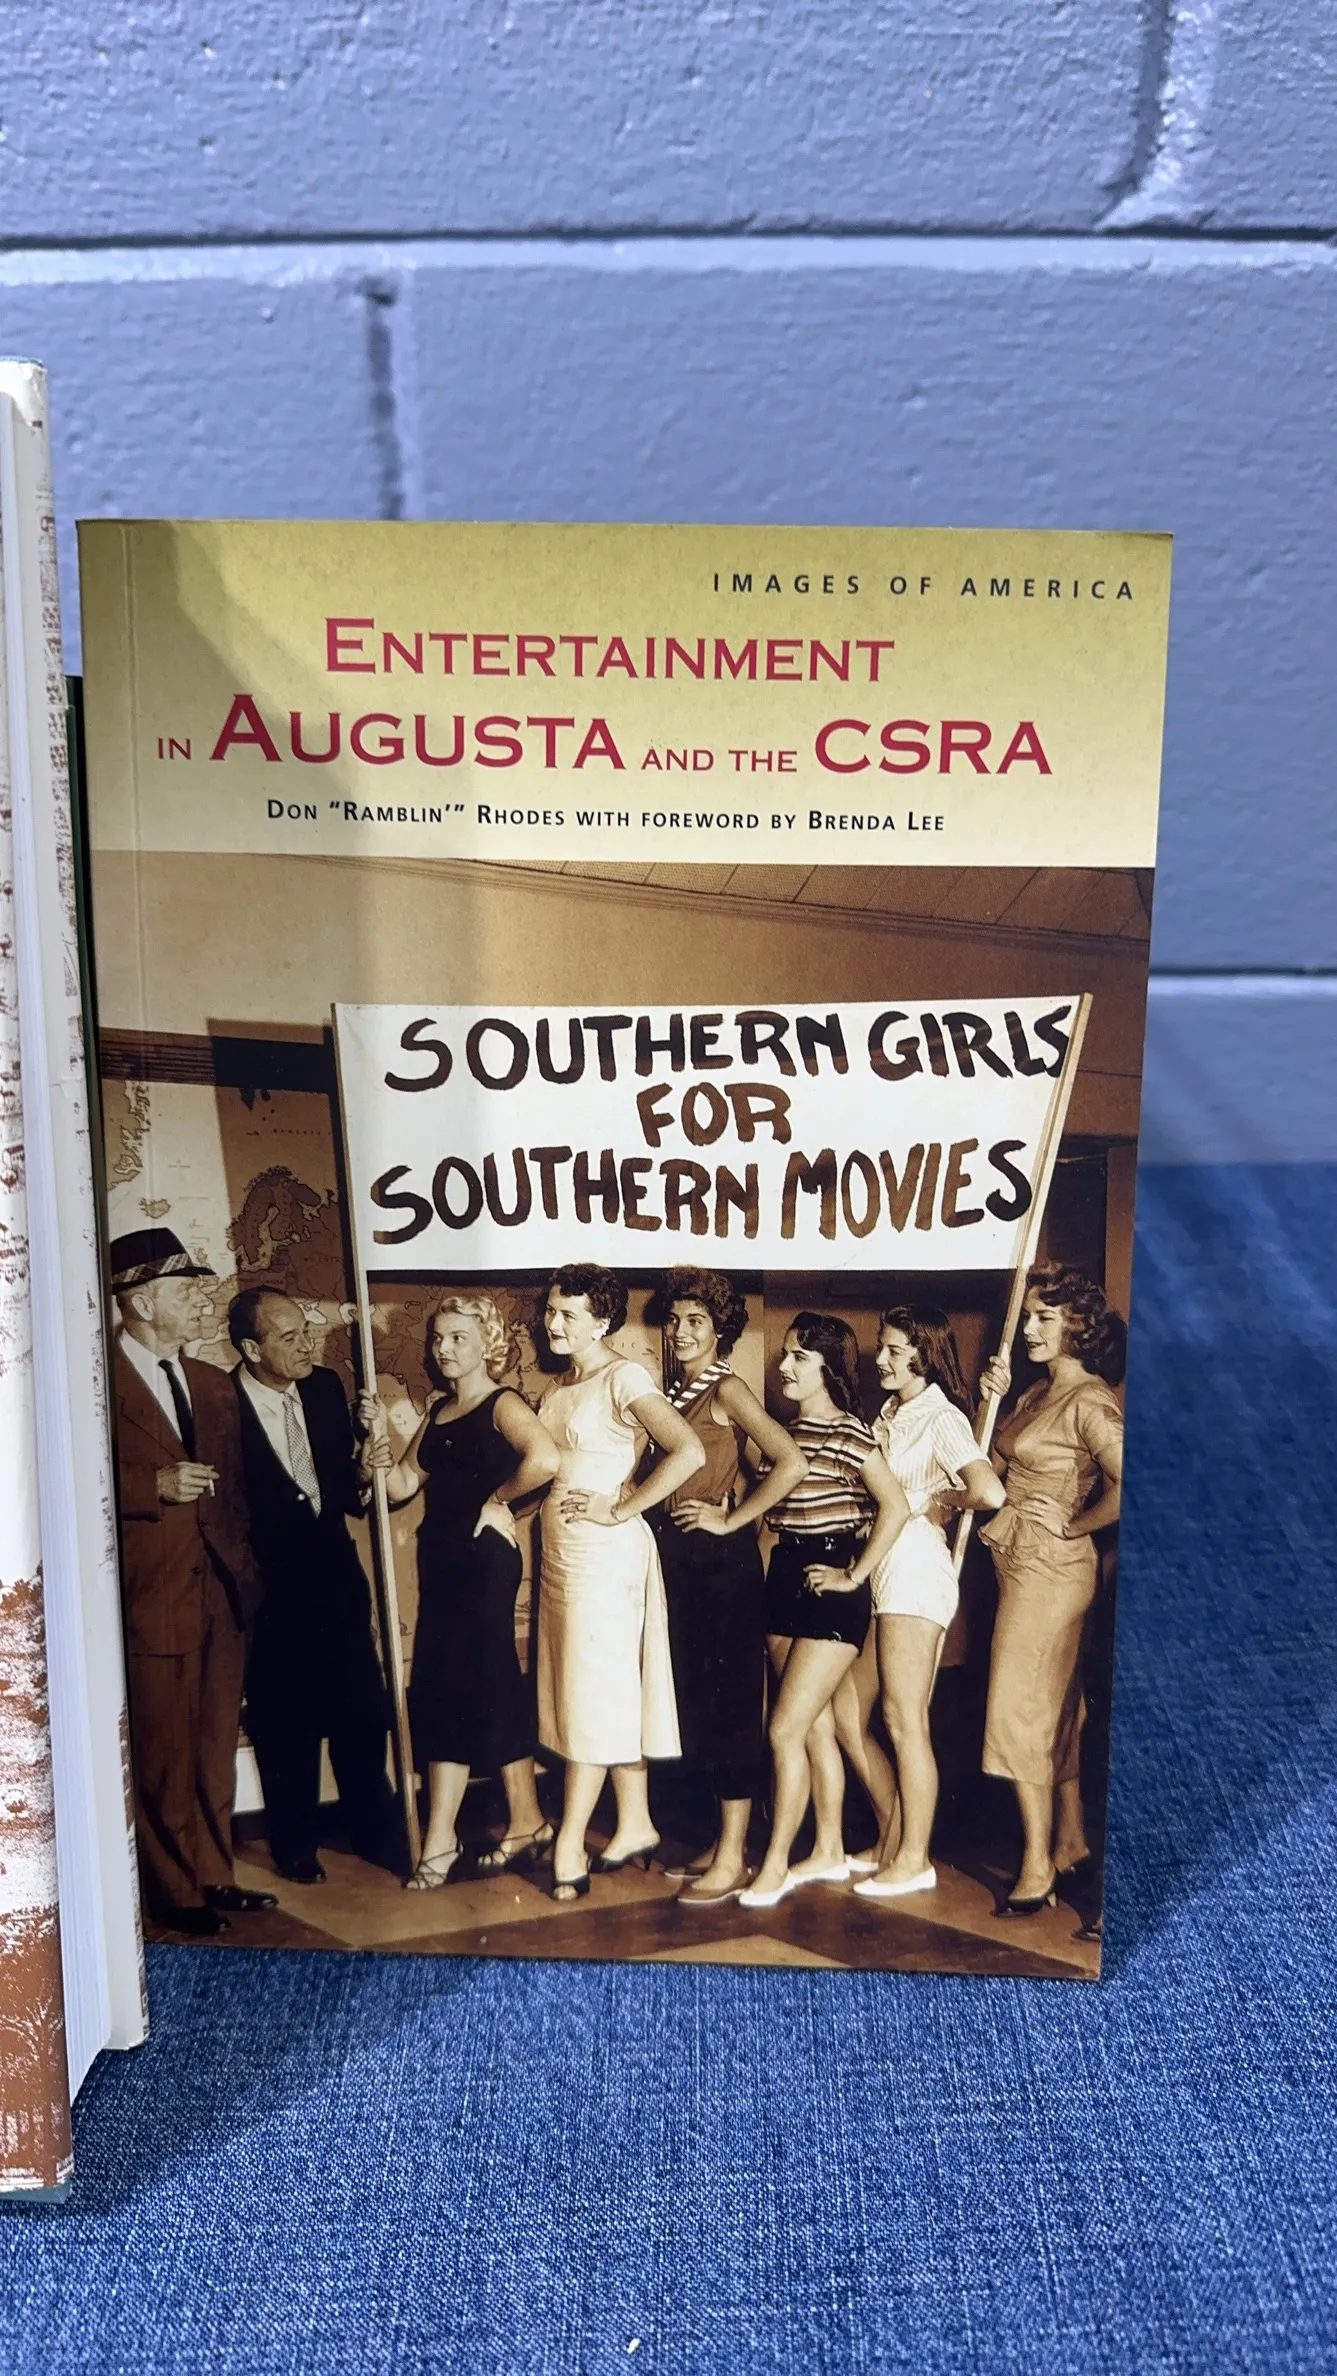 IMAGES OF AMERICA
ENTERTAINMENT
IN AUGUSTA AND THE CSRA
DON "RAMBLIN'" RHODES WITH FOREWORD BY BRENDA LEE
SOUTHERN GIRLS
FOR
SOUTHERN MOVIES